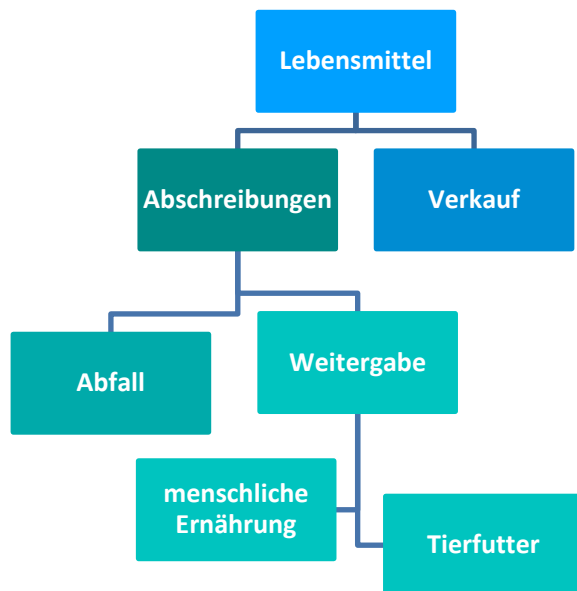 Lebensmittel
Abschreibungen
Verkauf
Abfall
Weitergabe
menschliche
Ernährung
Tierfutter